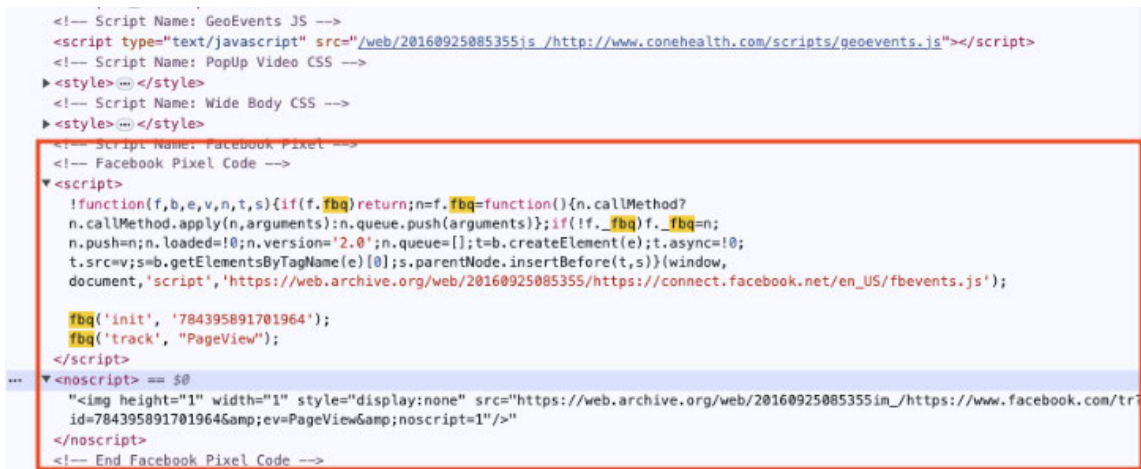 <!-- Script Name: GeoEvents JS -->
<script type="text/javascript" src="/web/20160925085355js_/http://www.conehealth.com/scripts/geoevents.js"></script>
<!-- Script Name: PopUp Video CSS -->
▶<style>…</style>
<!-- Script Name: Wide Body CSS -->
▶<style>…</style>
<!-- Script Name: Facebook Pixel -->
<!-- Facebook Pixel Code -->
▼<script>
!function(f,b,e,v,n,t,s){if(f.fbq)return;n=f.fbq=function(){n.callMethod?
n.callMethod.apply(n,arguments):n.queue.push(arguments)};if(!f._fbq)f._fbq=n;
n.push=n;n.loaded=!0;n.version='2.0';n.queue=[];t=b.createElement(e);t.async=!0;
t.src=v;s=b.getElementsByTagName(e)[0];s.parentNode.insertBefore(t,s)}(window,
document,'script','https://web.archive.org/web/20160925085355/https://connect.facebook.net/en_US/fbevents.js');
fbq('init', '784395891701964');
fbq('track', "PageView");
</script>
… ▼<noscript> == $0
"<img height="1" width="1" style="display:none" src="https://web.archive.org/web/20160925085355im_/https://www.facebook.com/tr?
id=784395891701964&amp;ev=PageView&amp;noscript=1"/>"
</noscript>
<!-- End Facebook Pixel Code -->